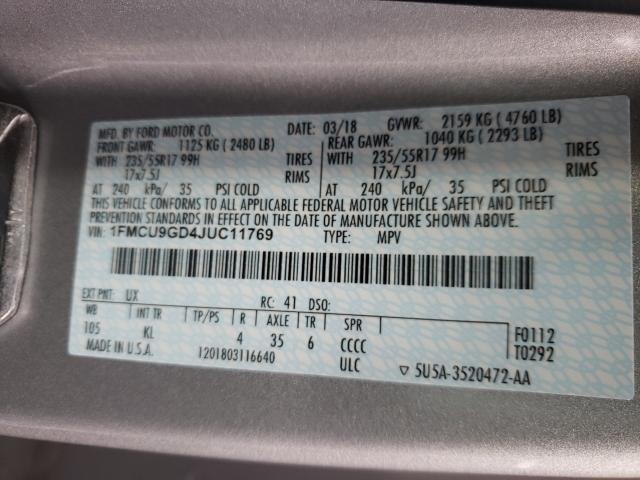 MFD. BY FORD MOTOR CO. DATE: 03/18 GVWR: 2159 KG ( 4760 LB)
FRONT GAWR: 1125 KG ( 2480 LB) REAR GAWR: 1040 KG ( 2293 LB)
WITH 235/55R17 99H TIRES WITH 235/55R17 99H TIRES
17x7.5J RIMS 17x7.5J RIMS
AT 240 kPa/ 35 PSI COLD AT 240 kPa/ 35 PSI COLD
THIS VEHICLE CONFORMS TO ALL APPLICABLE FEDERAL MOTOR VEHICLE SAFETY AND THEFT
PREVENTION STANDARDS IN EFFECT ON THE DATE OF MANUFACTURE SHOWN ABOVE.
VIN: 1FMCU9GD4JUC11769 TYPE: MPV
EXT PNT: UX RC: 41 DSO:
WB INT TR TP/PS R AXLE TR SPR
105 KL 4 35 6 CCCC F0112
MADE IN U.S.A. 1201803116640 ULC T0292
▽ 5U5A-3520472-AA